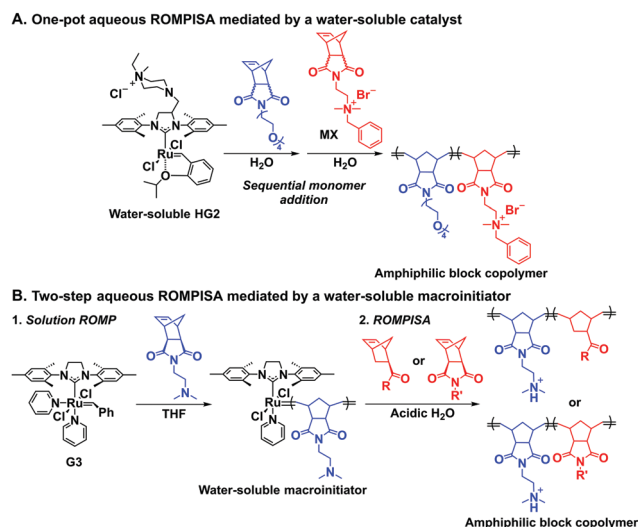 A. One-pot aqueous ROMPISA mediated by a water-soluble catalyst
Cl⁻
N
+
N
N
N
Ru
Cl
Cl
O
Water-soluble HG2
O
N
O
O
4
H₂O
O
N
O
Br⁻
N
+
MX
H₂O
Sequential monomer
addition
O
N
O
O
4
O
N
O
Br⁻
N
+
Amphiphilic block copolymer
B. Two-step aqueous ROMPISA mediated by a water-soluble macroinitiator
1. Solution ROMP
N
N
Cl
N
Ru
Cl
Ph
N
G3
O
N
O
N
THF
N
N
Cl
Ru
Cl
N
O
N
O
N
Water-soluble macroinitiator
2. ROMPISA
O
R
or
O
N
O
R'
Acidic H₂O
O
N
O
N
H
+
O
R
or
O
N
O
N
H
+
O
N
O
R'
Amphiphilic block copolymer